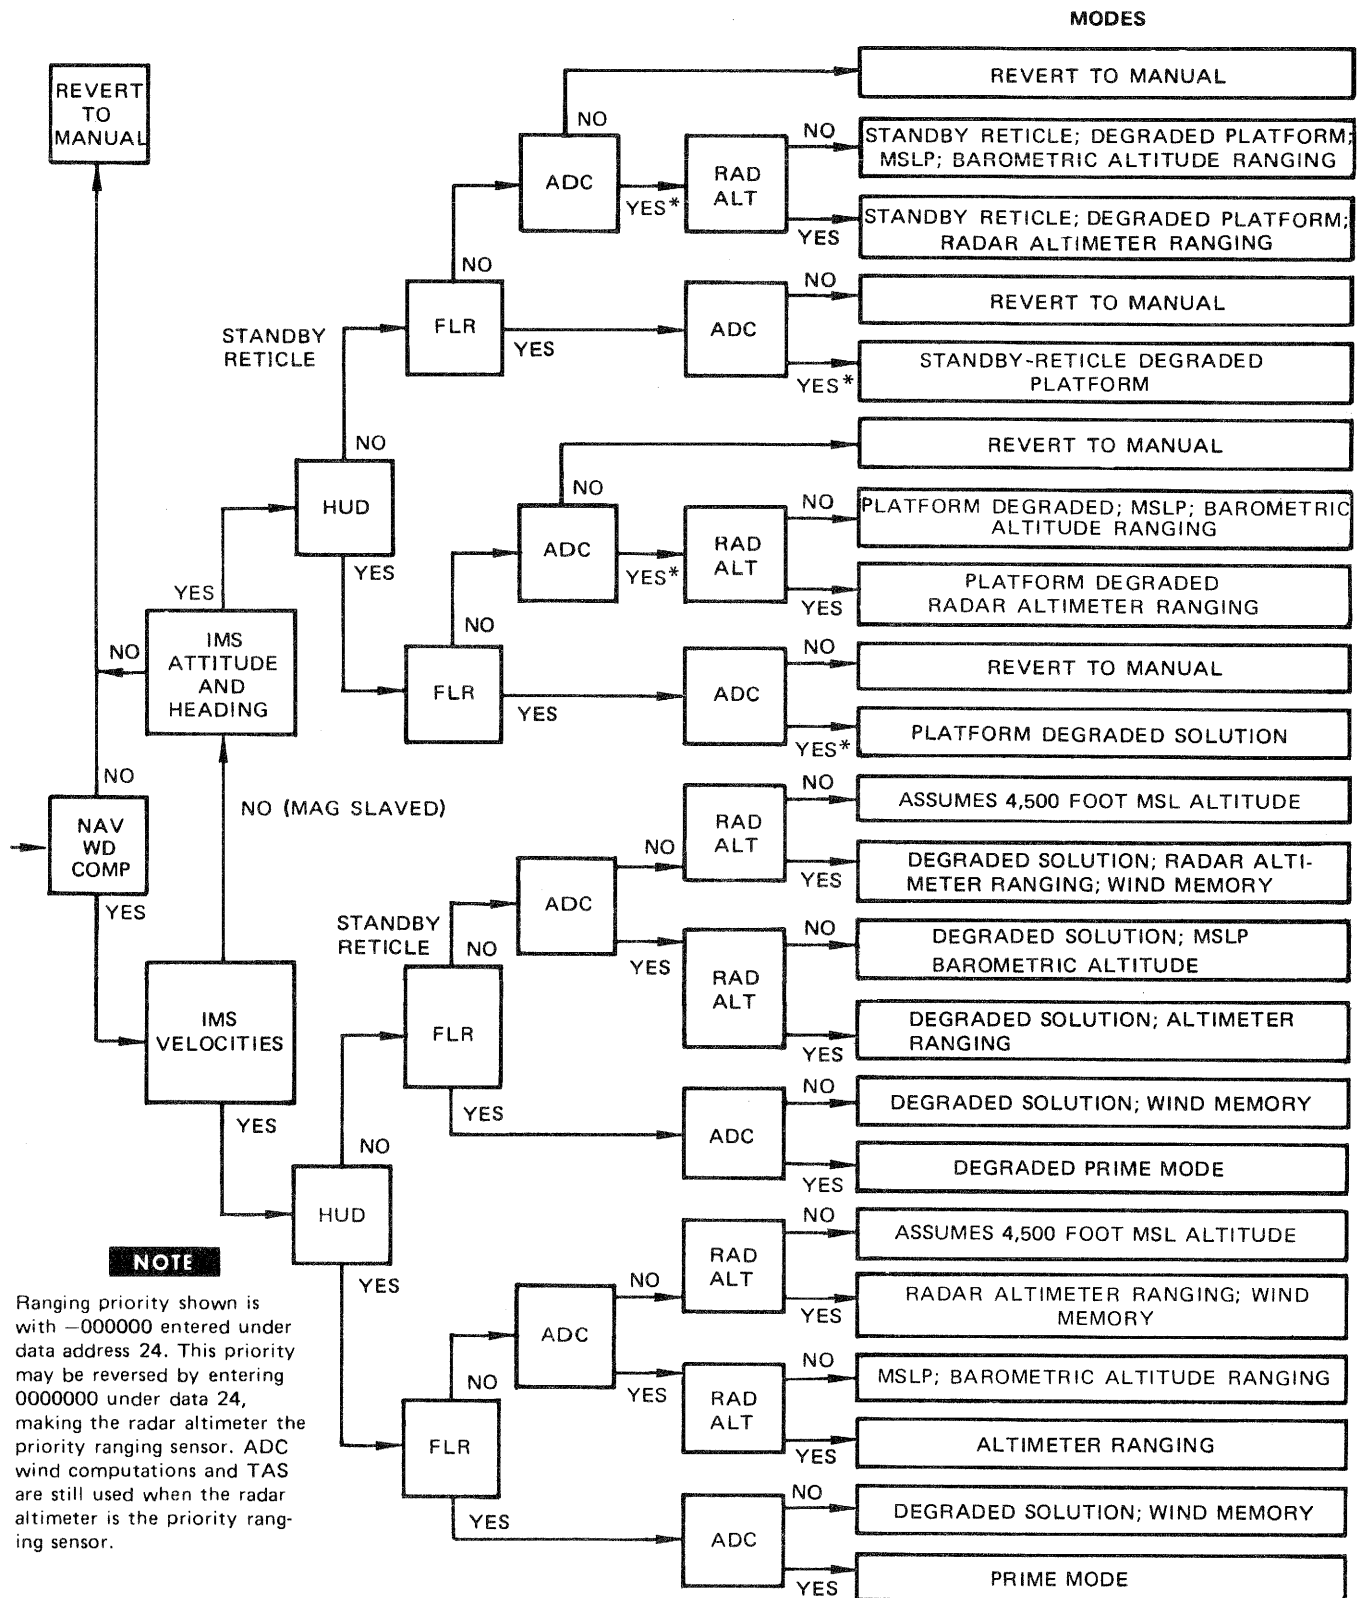 MODES
REVERT
TO
MANUAL
REVERT TO MANUAL
NO
ADC
YES*
RAD
ALT
NO
STANDBY RETICLE; DEGRADED PLATFORM;
MSLP; BAROMETRIC ALTITUDE RANGING
YES
STANDBY RETICLE; DEGRADED PLATFORM;
RADAR ALTIMETER RANGING
NO
FLR
YES
ADC
NO
REVERT TO MANUAL
YES*
STANDBY-RETICLE DEGRADED
PLATFORM
STANDBY
RETICLE
NO
HUD
YES
REVERT TO MANUAL
NO
ADC
YES*
RAD
ALT
NO
PLATFORM DEGRADED; MSLP; BAROMETRIC
ALTITUDE RANGING
YES
PLATFORM DEGRADED
RADAR ALTIMETER RANGING
NO
FLR
YES
ADC
NO
REVERT TO MANUAL
YES*
PLATFORM DEGRADED SOLUTION
YES
IMS
ATTITUDE
AND
HEADING
NO
NO
NO (MAG SLAVED)
NAV
WD
COMP
YES
IMS
VELOCITIES
YES
STANDBY
RETICLE
NO
ADC
NO
RAD
ALT
NO
ASSUMES 4,500 FOOT MSL ALTITUDE
YES
DEGRADED SOLUTION; RADAR ALTI-
METER RANGING; WIND MEMORY
YES
RAD
ALT
NO
DEGRADED SOLUTION; MSLP
BAROMETRIC ALTITUDE
YES
DEGRADED SOLUTION; ALTIMETER
RANGING
FLR
YES
ADC
NO
DEGRADED SOLUTION; WIND MEMORY
YES
DEGRADED PRIME MODE
NO
HUD
YES
ADC
NO
RAD
ALT
NO
ASSUMES 4,500 FOOT MSL ALTITUDE
YES
RADAR ALTIMETER RANGING; WIND
MEMORY
YES
RAD
ALT
NO
MSLP; BAROMETRIC ALTITUDE RANGING
YES
ALTIMETER RANGING
NO
FLR
YES
ADC
NO
DEGRADED SOLUTION; WIND MEMORY
YES
PRIME MODE
NOTE
Ranging priority shown is
with —000000 entered under
data address 24. This priority
may be reversed by entering
0000000 under data 24,
making the radar altimeter the
priority ranging sensor. ADC
wind computations and TAS
are still used when the radar
altimeter is the priority rang-
ing sensor.